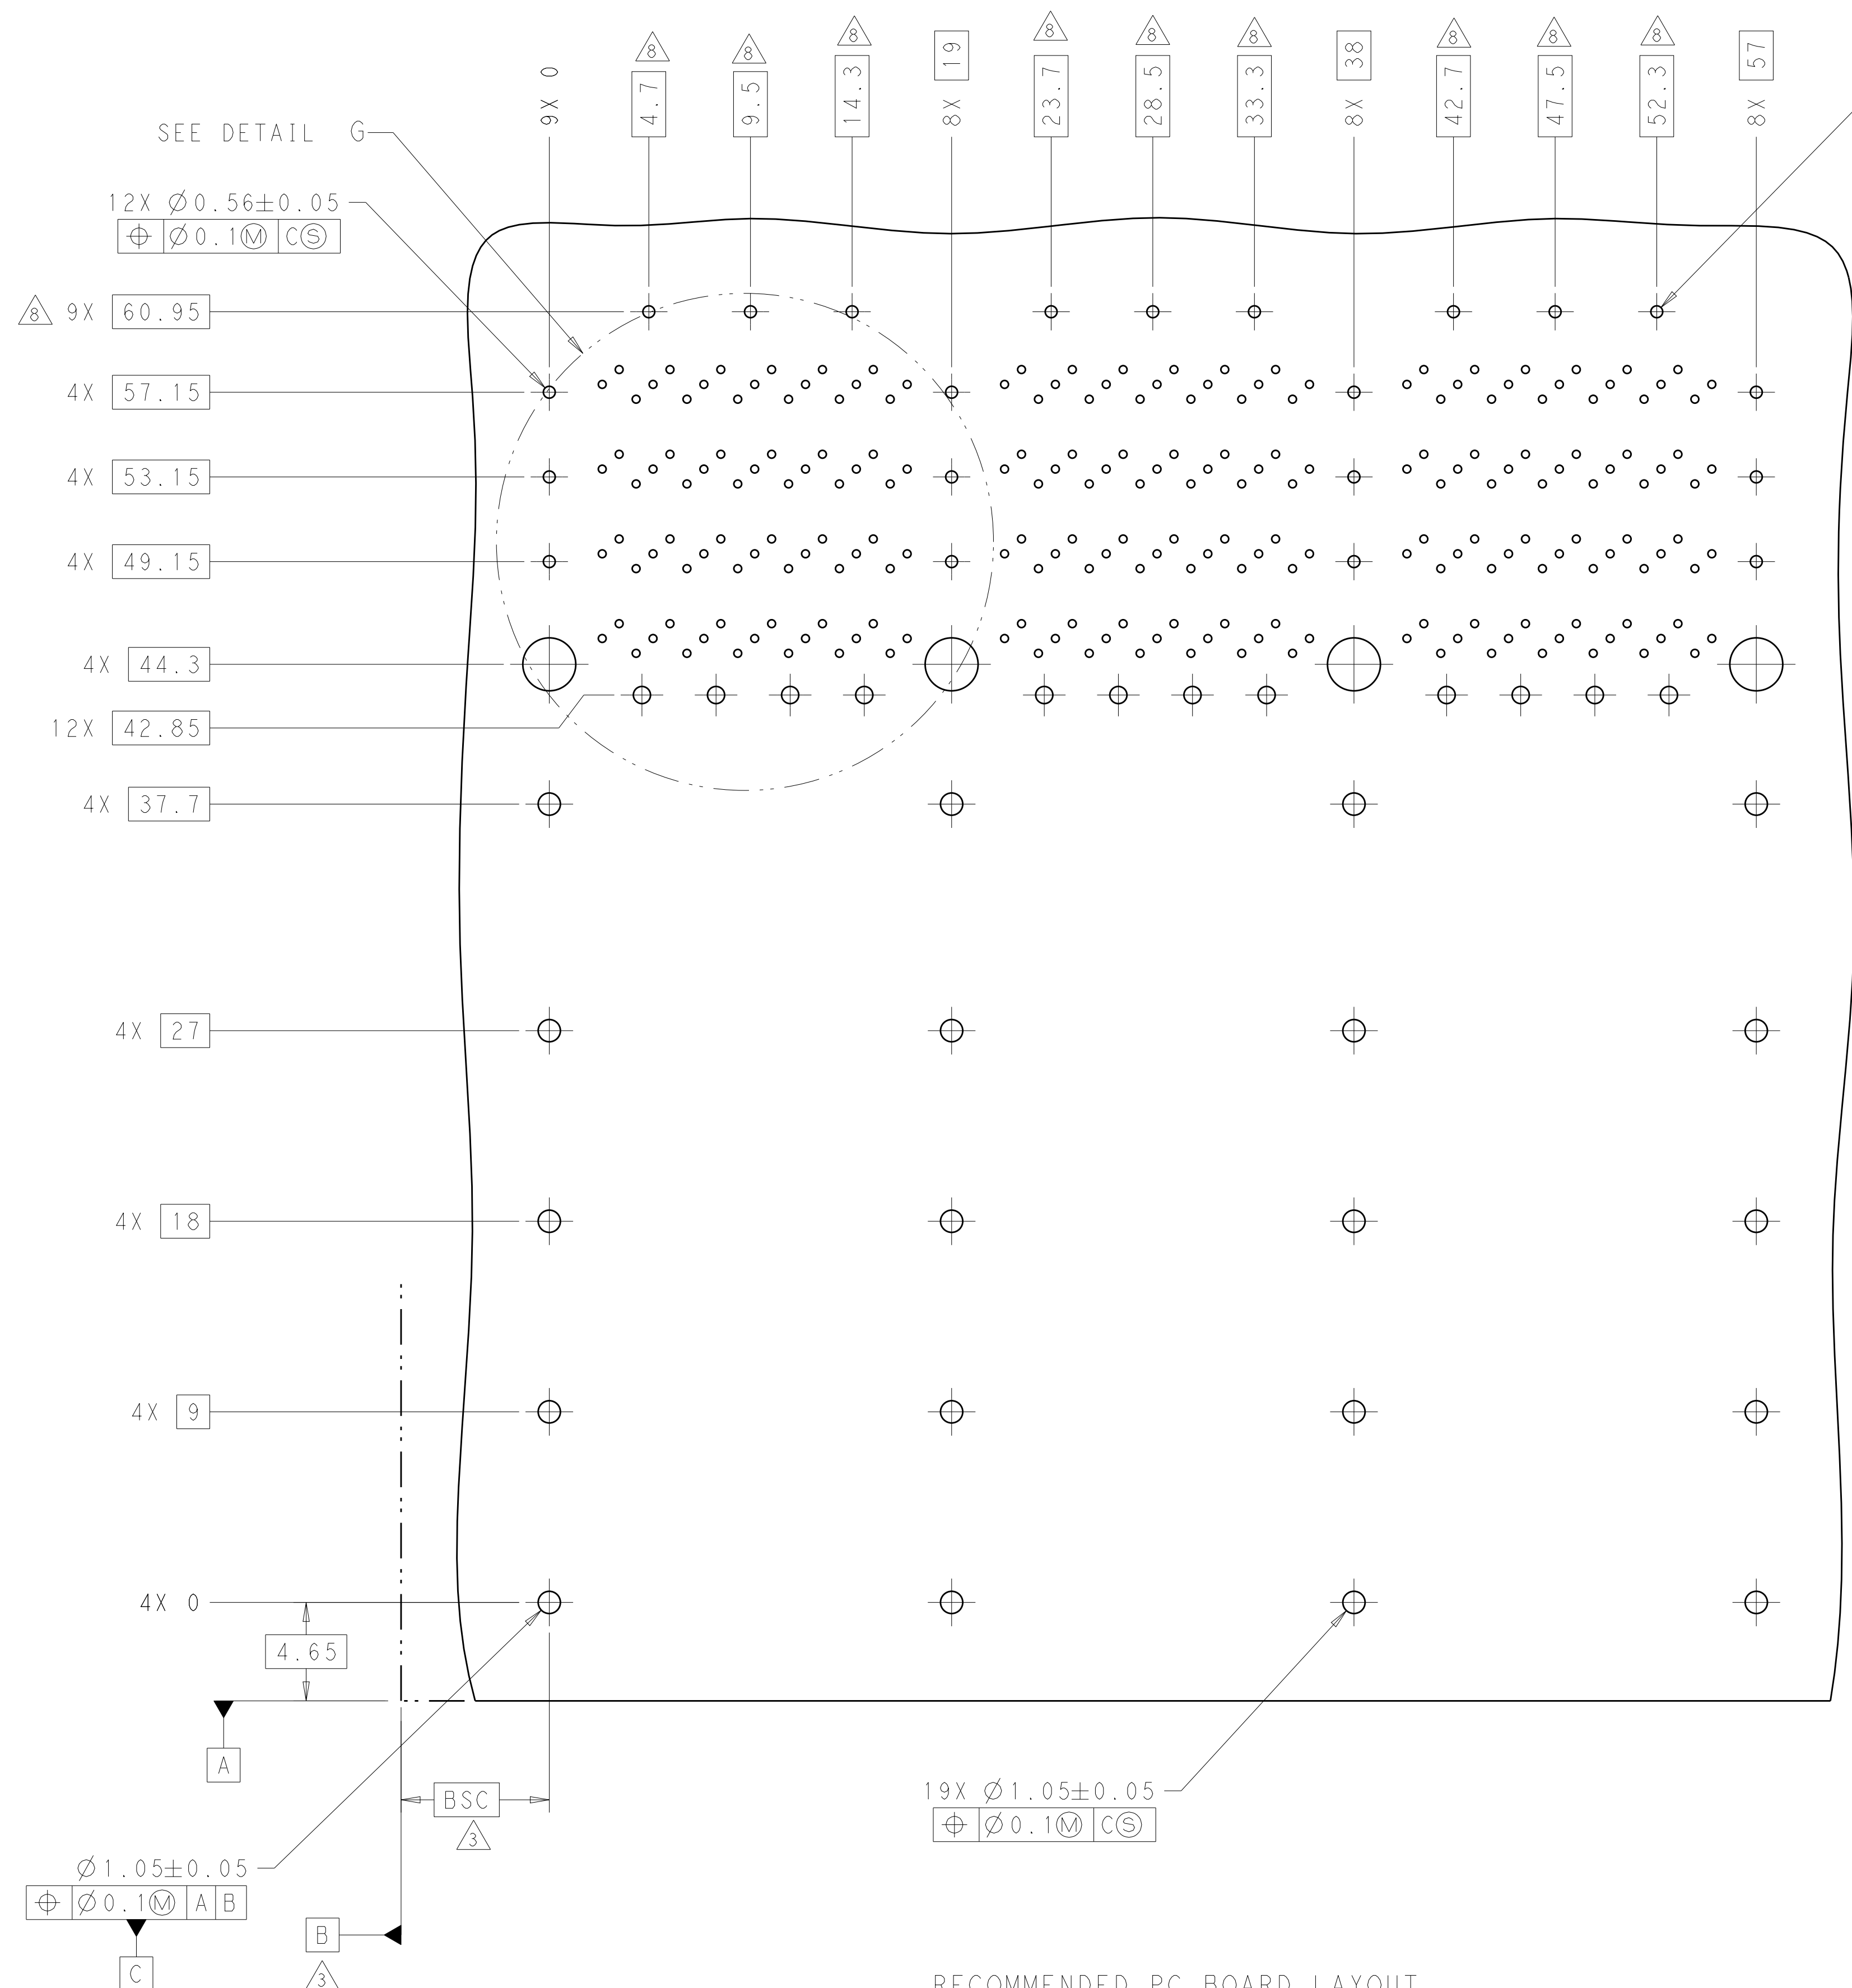 9X 0
4.7
8
9.5
8
14.3
8
8X 19
23.7
8
28.5
8
33.3
8
8X 38
42.7
8
47.5
8
52.3
8
8X 57
SEE DETAIL G
12X Ø0.56±0.05
⌖ Ø0.1Ⓜ CⓈ
8 9X 60.95
4X 57.15
4X 53.15
4X 49.15
4X 44.3
12X 42.85
4X 37.7
4X 27
4X 18
4X 9
4X 0
4.65
A
BSC
3
19X Ø1.05±0.05
⌖ Ø0.1Ⓜ CⓈ
Ø1.05±0.05
⌖ Ø0.1Ⓜ A B
B
3
C
RECOMMENDED PC BOARD LAYOUT